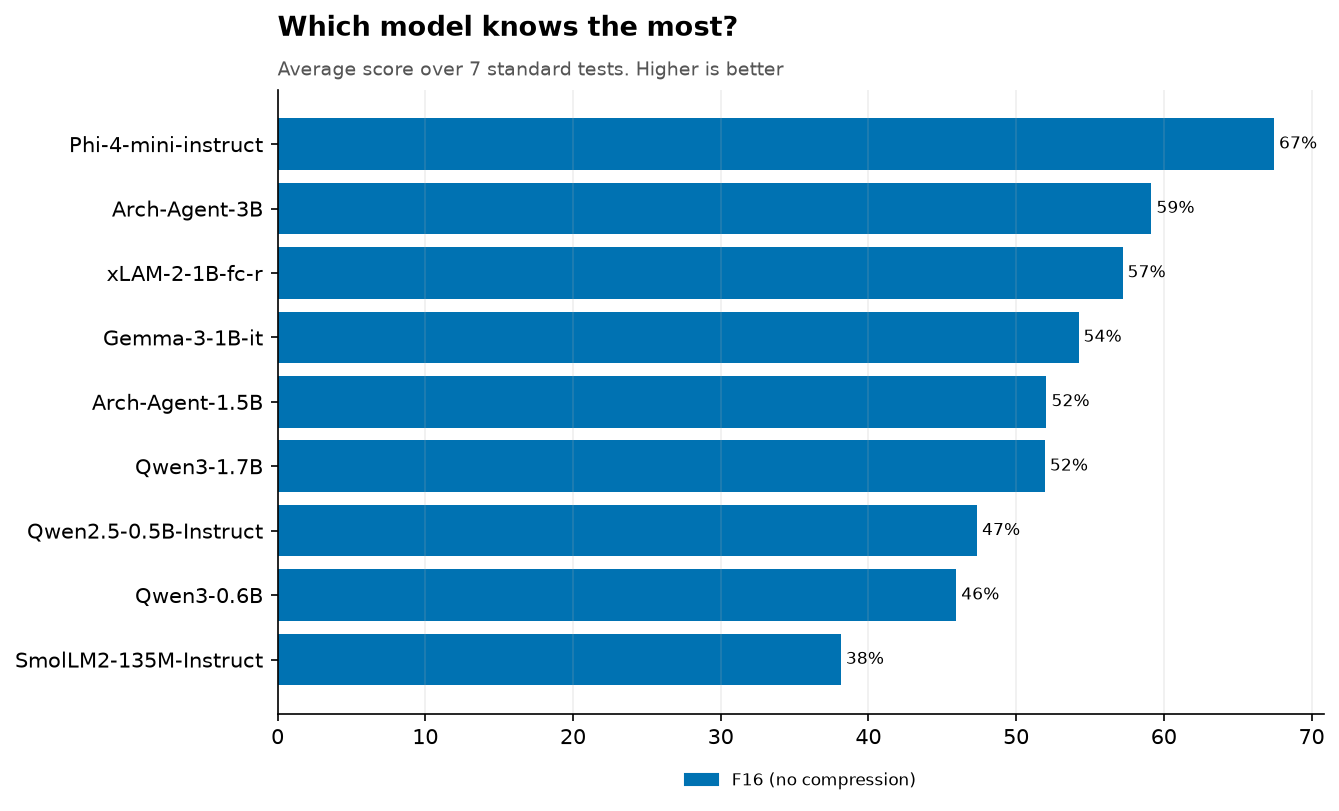 Which model knows the most?
Average score over 7 standard tests. Higher is better
Phi-4-mini-instruct 67%
Arch-Agent-3B 59%
xLAM-2-1B-fc-r 57%
Gemma-3-1B-it 54%
Arch-Agent-1.5B 52%
Qwen3-1.7B 52%
Qwen2.5-0.5B-Instruct 47%
Qwen3-0.6B 46%
SmolLM2-135M-Instruct 38%
0 10 20 30 40 50 60 70
F16 (no compression)